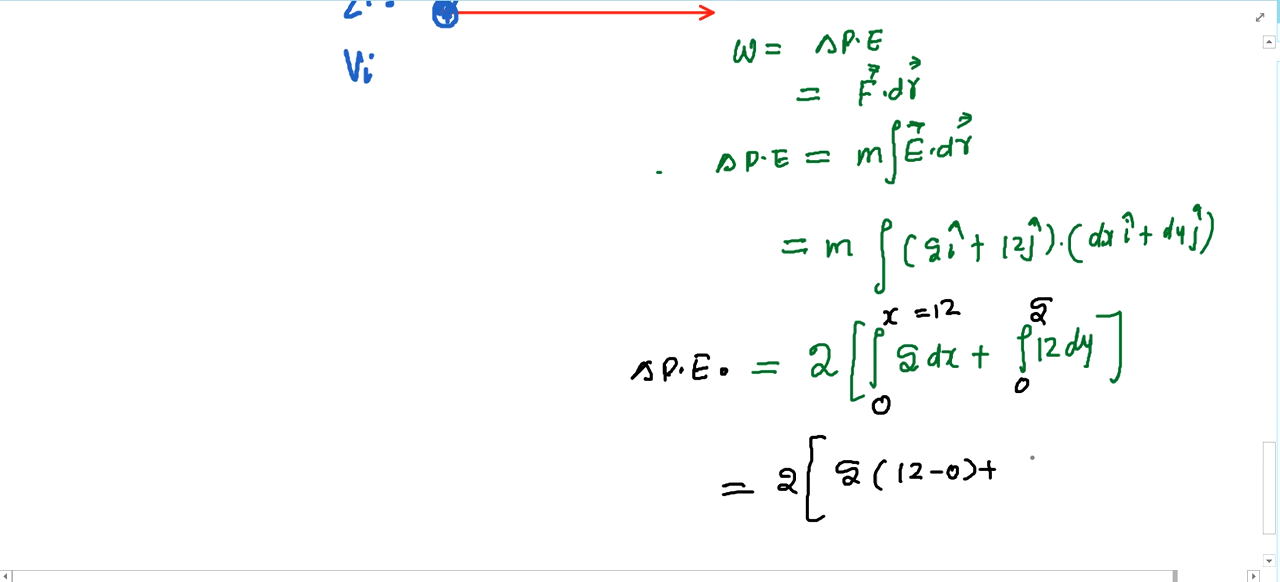 Vi
W = ΔP.E
= F⃗.dr⃗
ΔP.E = m∫E⃗.dr⃗
= m ∫(5î + 12ĵ).(dx î + dy ĵ)
ΔP.E. = 2[∫₀^{x=12} 5dx + ∫₀^{5} 12dy]
= 2[5(12-0)+